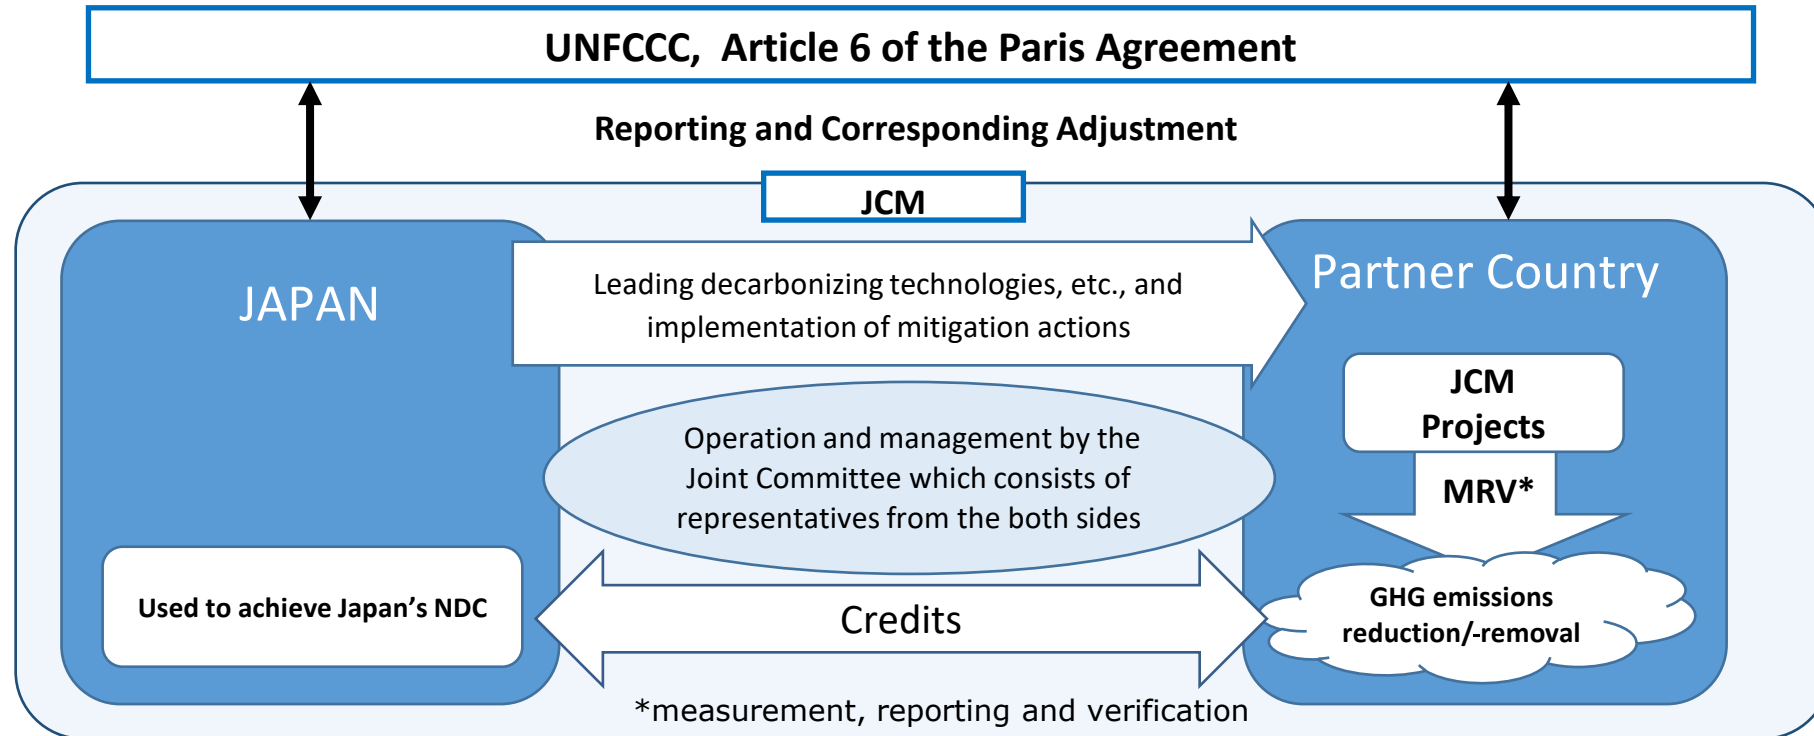 UNFCCC, Article 6 of the Paris Agreement
Reporting and Corresponding Adjustment
JCM
JAPAN
Leading decarbonizing technologies, etc., and
implementation of mitigation actions
Partner Country
JCM
Projects
MRV*
Operation and management by the
Joint Committee which consists of
representatives from the both sides
Used to achieve Japan’s NDC
Credits
GHG emissions
reduction/-removal
*measurement, reporting and verification